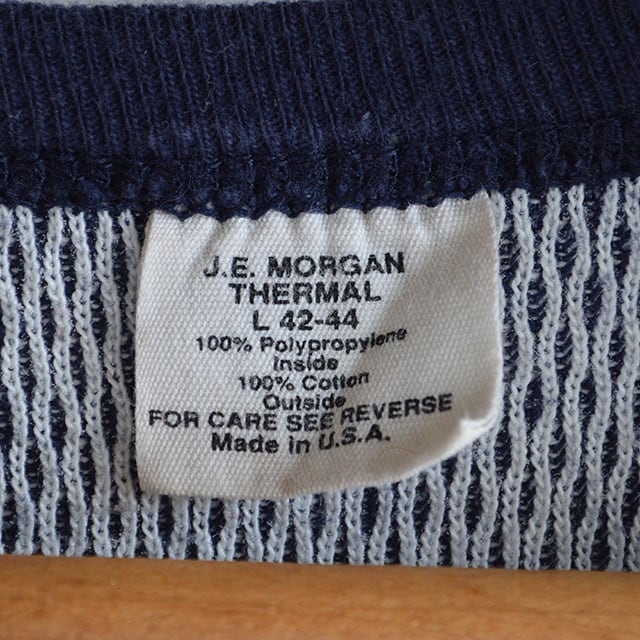 J.E. MORGAN
THERMAL
L 42-44
100% Polypropylene
Inside
100% Cotton
Outside
FOR CARE SEE REVERSE
Made in U.S.A.